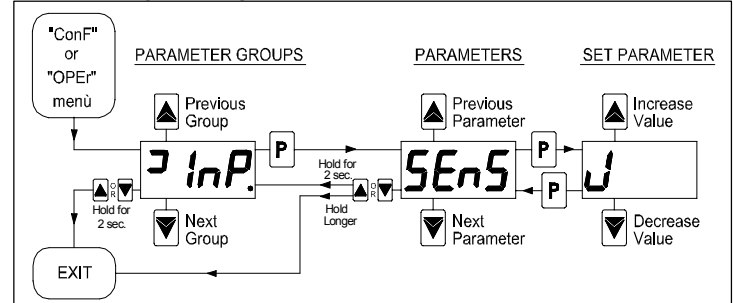 "ConF"
or
"OPEr"
menù
PARAMETER GROUPS
PARAMETERS
SET PARAMETER
Previous
Group
InP.
P
Next
Group
Hold for
2 sec.
OR
Hold for
2 sec.
OR
Hold
Longer
Previous
Parameter
SEnS
P
P
Next
Parameter
Increase
Value
J
Decrease
Value
EXIT